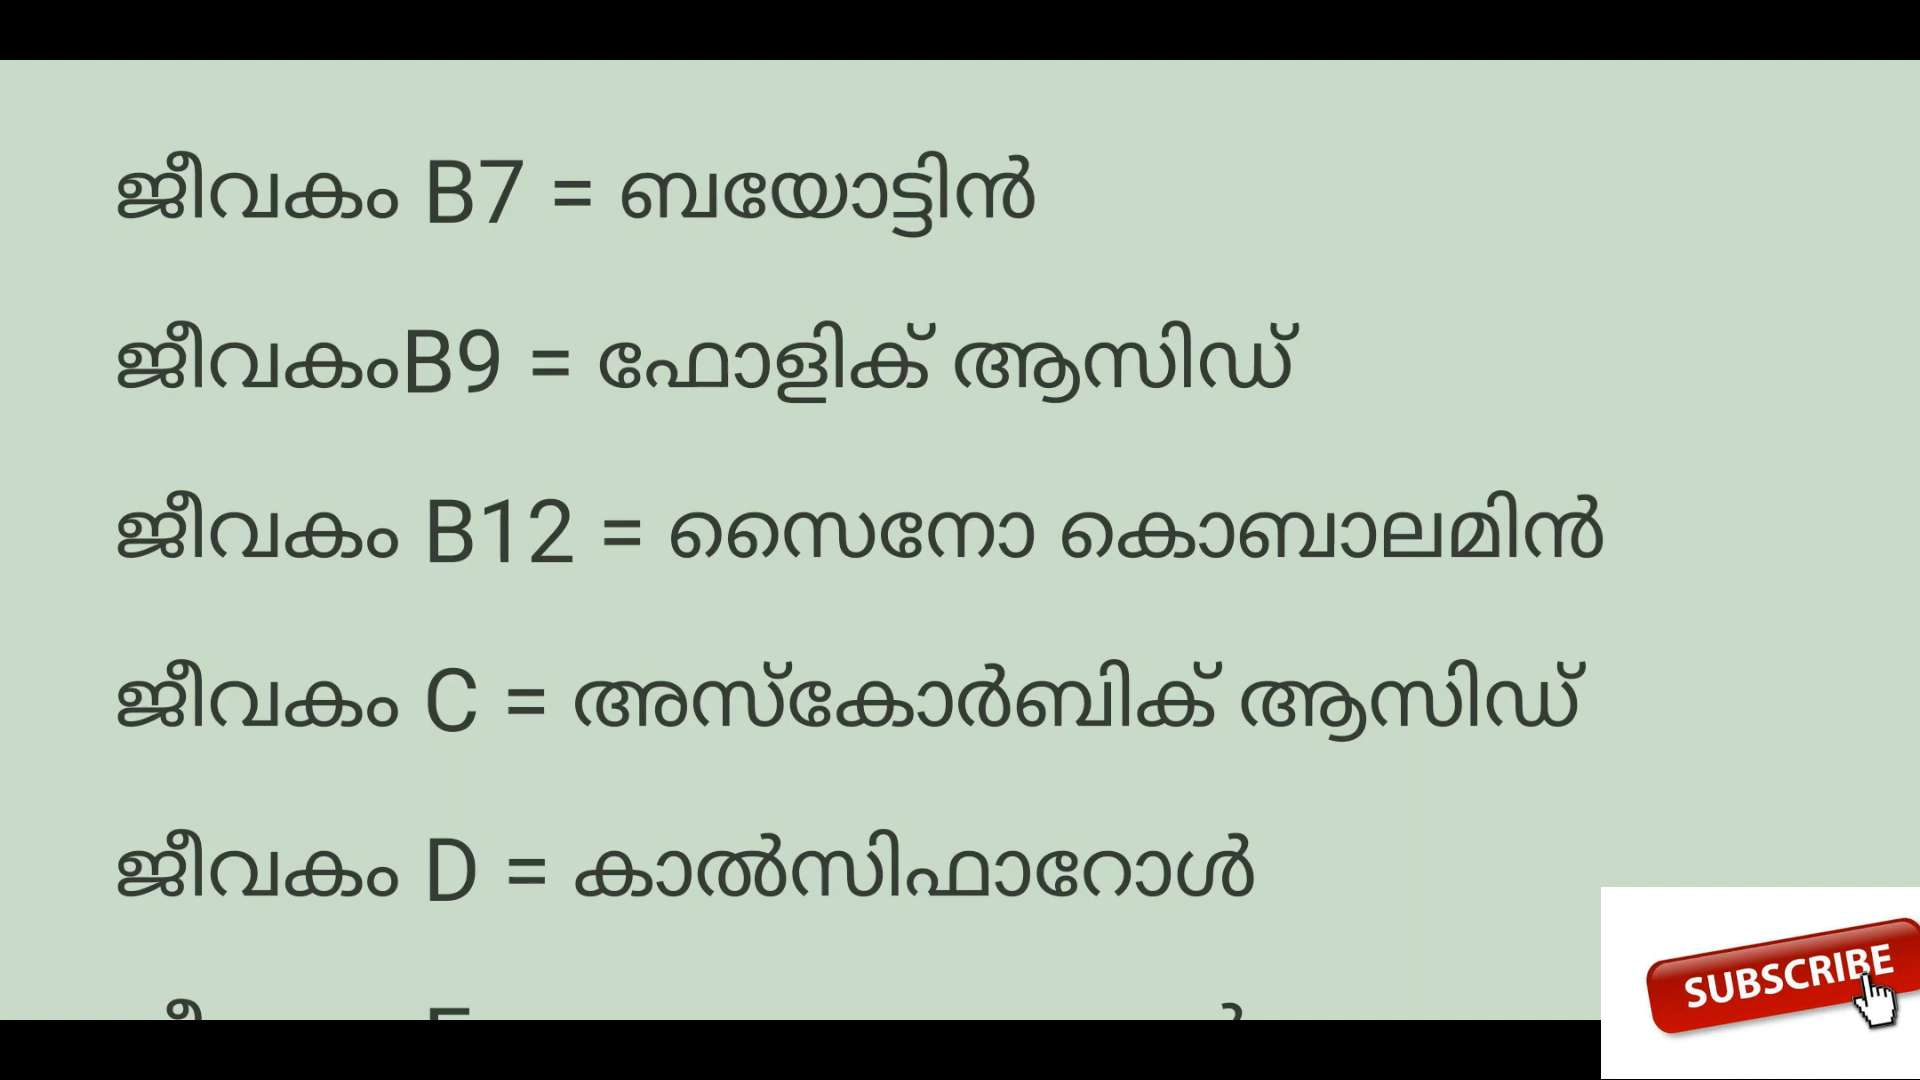 ജീവകം B7 = ബയോട്ടിൻ
ജീവകംB9 = ഫോളിക് ആസിഡ്
ജീവകം B12 = സൈനോ കൊബാലമിൻ
ജീവകം C = അസ്കോർബിക് ആസിഡ്
ജീവകം D = കാൽസിഫാറോൾ
SUBSCRIBE